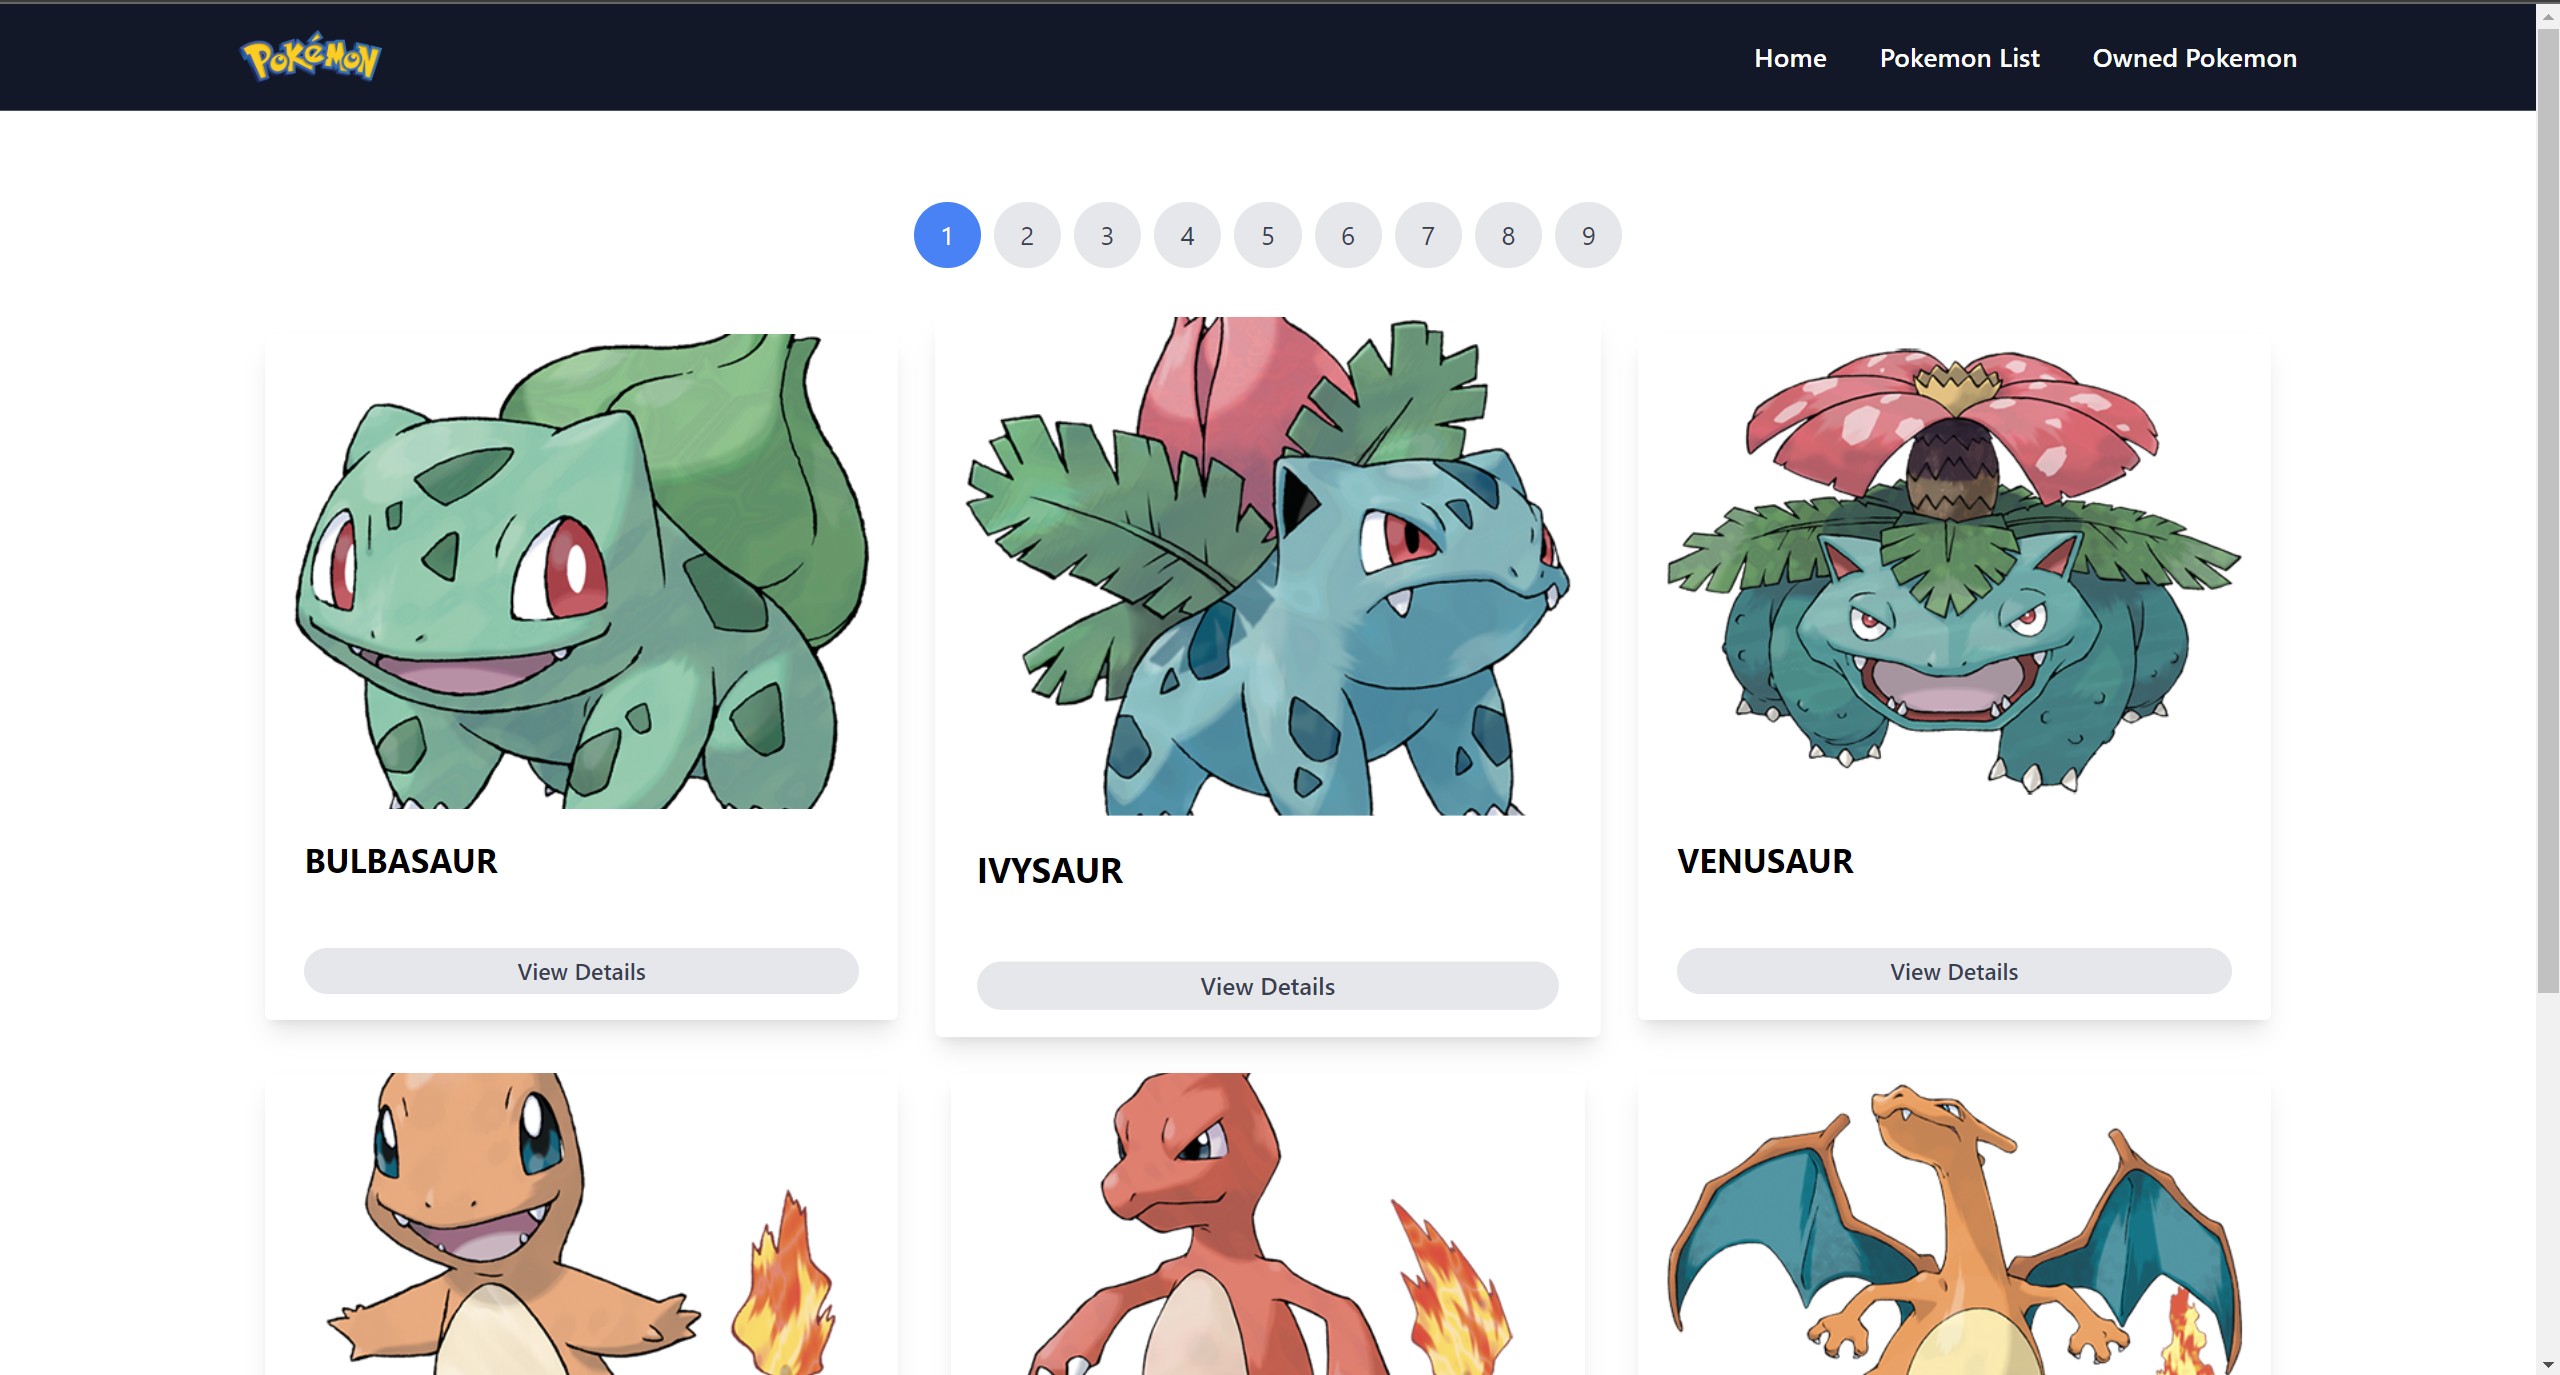 POKéMON
Home Pokemon List Owned Pokemon
1 2 3 4 5 6 7 8 9
BULBASAUR
IVYSAUR
VENUSAUR
View Details
View Details
View Details